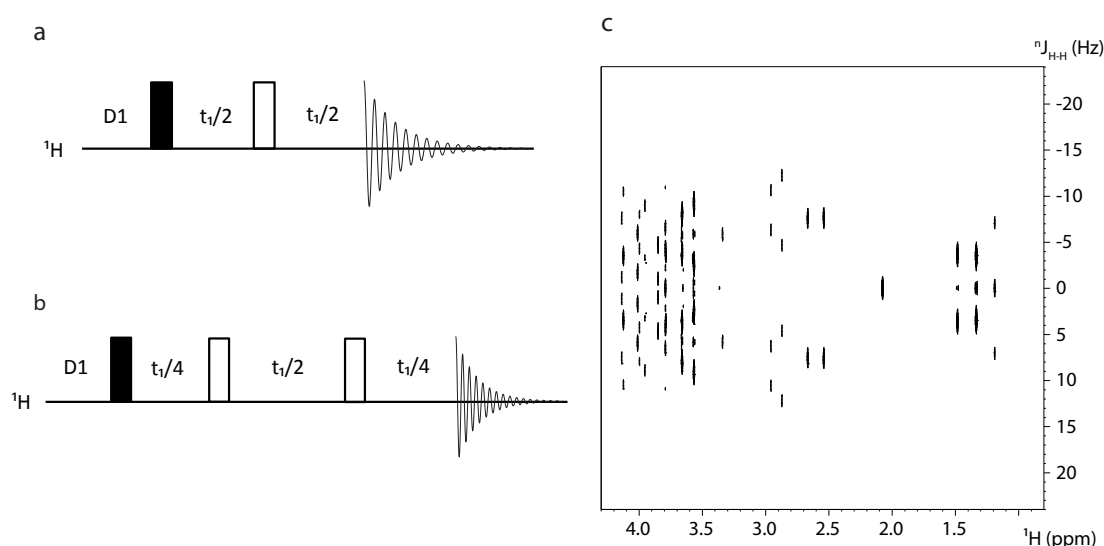 a
D1
t₁/2
t₁/2
¹H
b
D1
t₁/4
t₁/2
t₁/4
¹H
c
ⁿJH-H (Hz)
-20
-15
-10
-5
0
5
10
15
20
4.0 3.5 3.0 2.5 2.0 1.5
¹H (ppm)